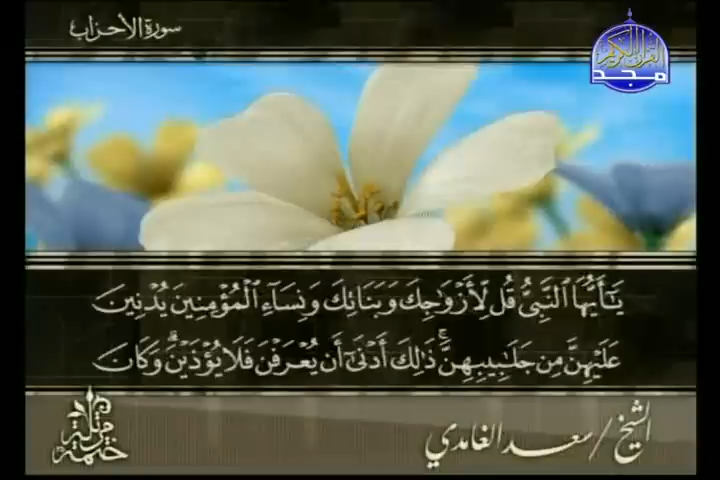 سورة الأحزاب
القرآن الكريم
مجد
يَـٰٓأَيُّهَا ٱلنَّبِىُّ قُل لِّأَزْوَٰجِكَ وَبَنَاتِكَ وَنِسَآءِ ٱلْمُؤْمِنِينَ يُدْنِينَ
عَلَيْهِنَّ مِن جَلَـٰبِيبِهِنَّ ۚ ذَٰلِكَ أَدْنَىٰٓ أَن يُعْرَفْنَ فَلَا يُؤْذَيْنَ ۗ وَكَانَ
الشيخ / سعد الغامدي
ختمة مرتلة